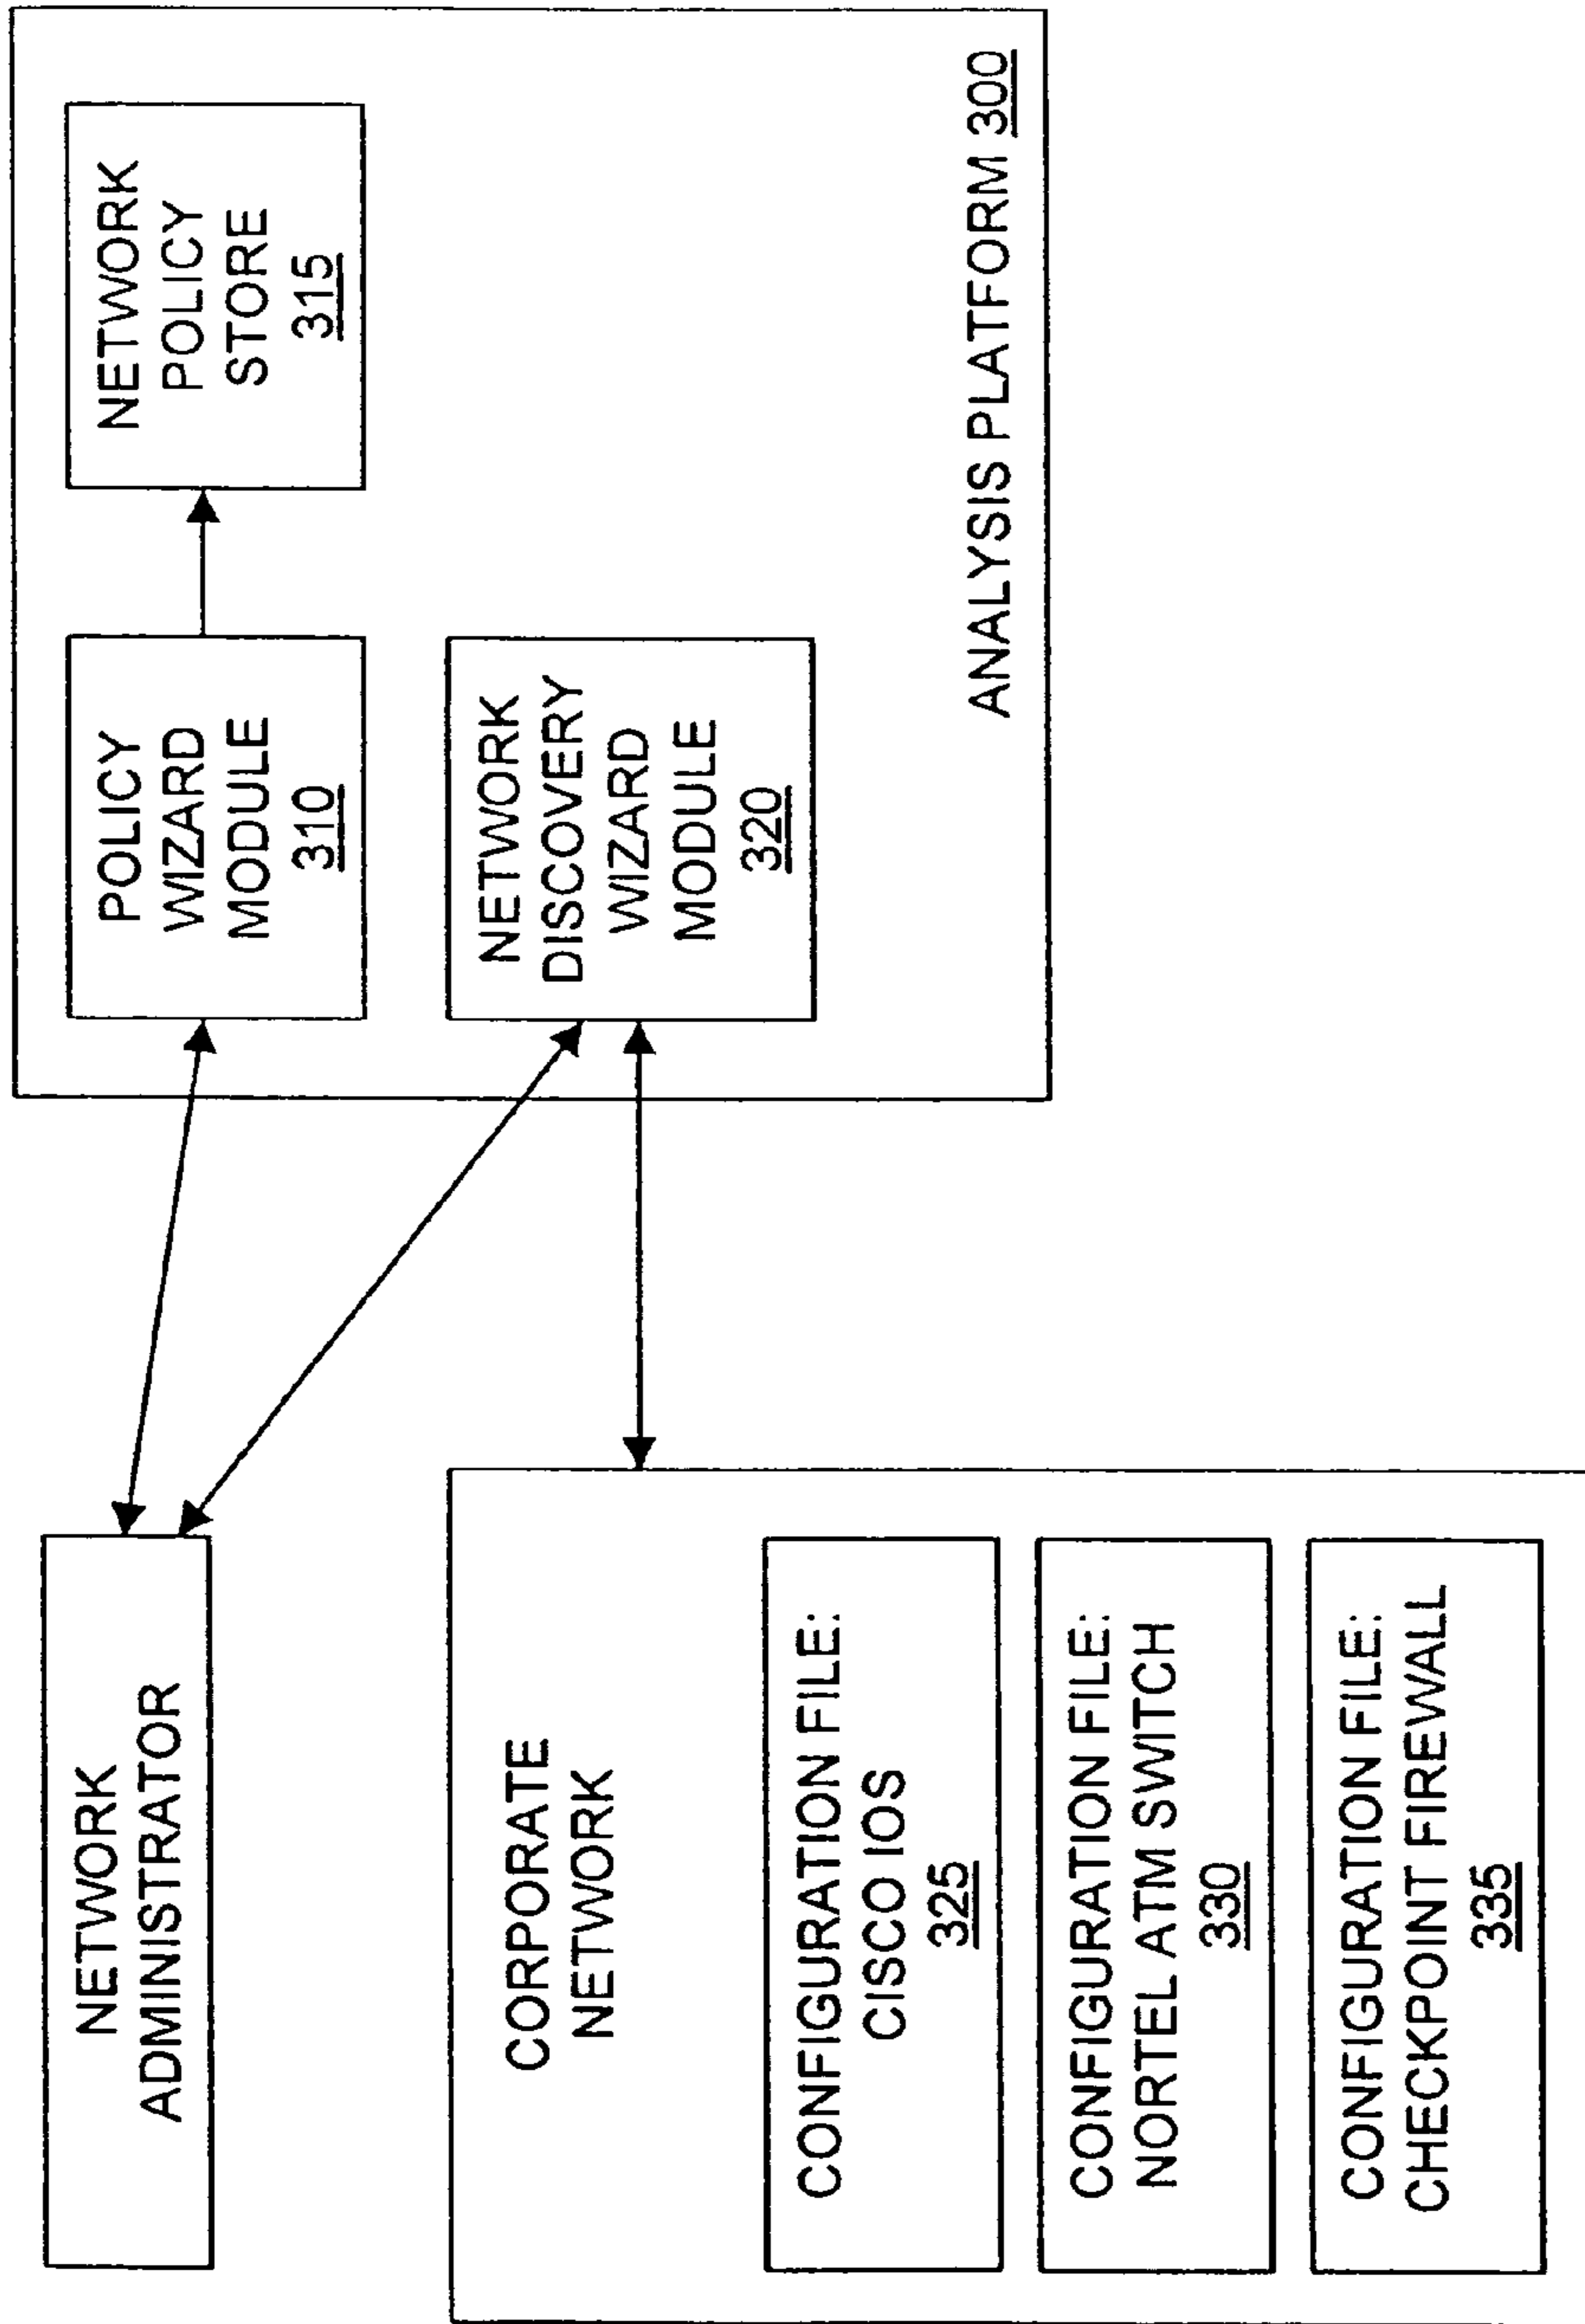 NETWORK
ADMINISTRATOR
CORPORATE
NETWORK
CONFIGURATION FILE:
CISCO IOS
325
CONFIGURATION FILE:
NORTEL ATM SWITCH
330
CONFIGURATION FILE:
CHECKPOINT FIREWALL
335
POLICY
WIZARD
MODULE
310
NETWORK
POLICY
STORE
315
NETWORK
DISCOVERY
WIZARD
MODULE
320
ANALYSIS PLATFORM 300